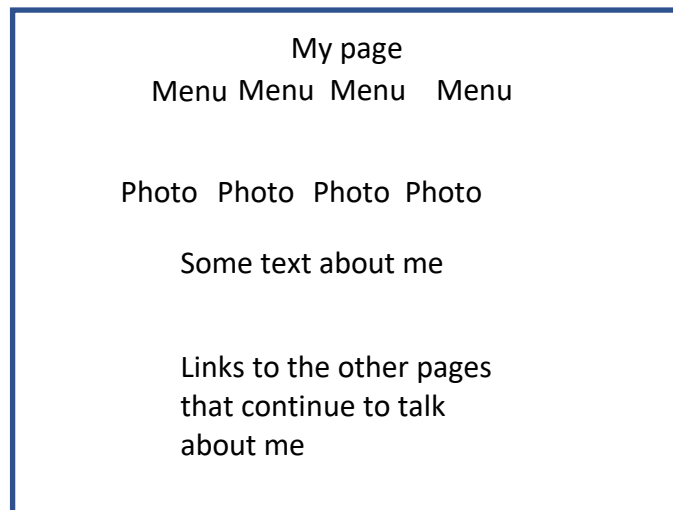 My page
Menu Menu Menu Menu
Photo Photo Photo Photo
Some text about me
Links to the other pages
that continue to talk
about me